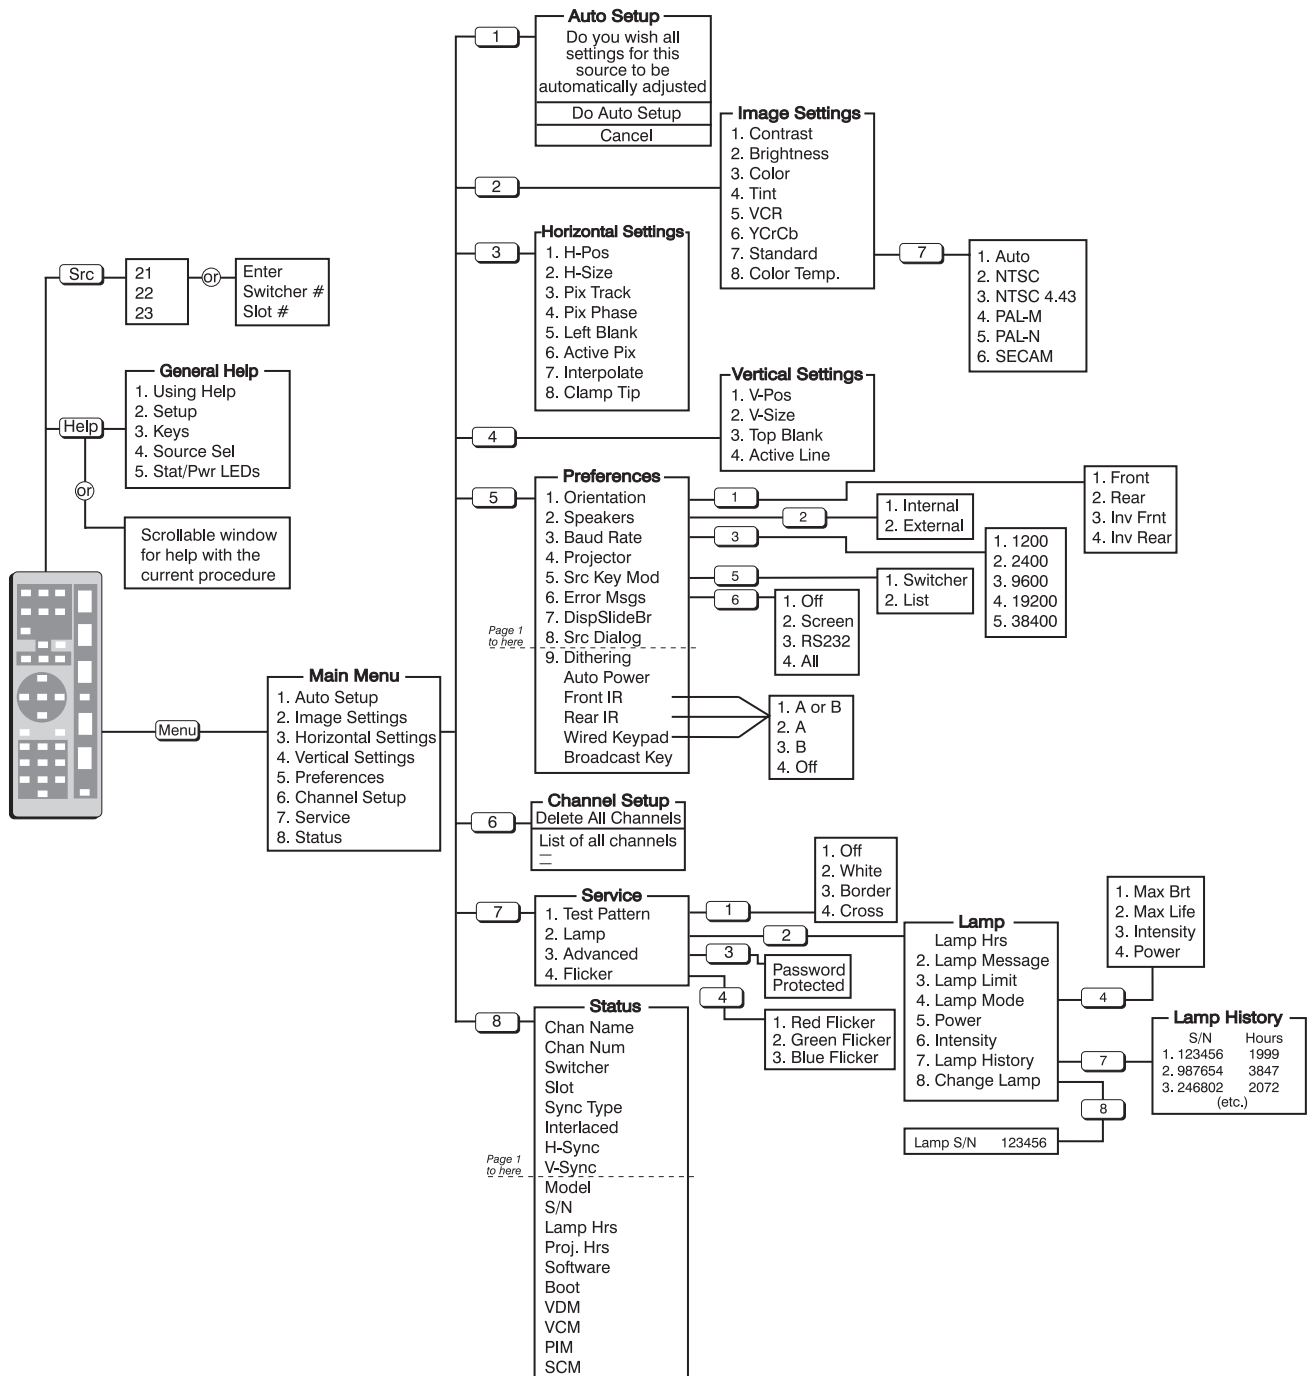 Auto Setup
1
Do you wish all
settings for this
source to be
automatically adjusted
Do Auto Setup
Cancel
Image Settings
1. Contrast
2. Brightness
3. Color
4. Tint
5. VCR
6. YCrCb
7. Standard
8. Color Temp.
2
7
1. Auto
2. NTSC
3. NTSC 4.43
4. PAL-M
5. PAL-N
6. SECAM
Horizontal Settings
3
1. H-Pos
2. H-Size
3. Pix Track
4. Pix Phase
5. Left Blank
6. Active Pix
7. Interpolate
8. Clamp Tip
Src
21
22
23
or
Enter
Switcher #
Slot #
General Help
1. Using Help
2. Setup
3. Keys
4. Source Sel
5. Stat/Pwr LEDs
Help
or
Scrollable window
for help with the
current procedure
Vertical Settings
1. V-Pos
2. V-Size
3. Top Blank
4. Active Line
4
Preferences
5
1. Orientation
2. Speakers
3. Baud Rate
4. Projector
5. Src Key Mod
6. Error Msgs
7. DispSlideBr
8. Src Dialog
Page 1
to here
9. Dithering
Auto Power
Front IR
Rear IR
Wired Keypad
Broadcast Key
1
1. Front
2. Rear
3. Inv Frnt
4. Inv Rear
2
1. Internal
2. External
3
1. 1200
2. 2400
3. 9600
4. 19200
5. 38400
5
1. Switcher
2. List
6
1. Off
2. Screen
3. RS232
4. All
1. A or B
2. A
3. B
4. Off
Menu
Main Menu
1. Auto Setup
2. Image Settings
3. Horizontal Settings
4. Vertical Settings
5. Preferences
6. Channel Setup
7. Service
8. Status
Channel Setup
6
Delete All Channels
List of all channels
Service
7
1. Test Pattern
2. Lamp
3. Advanced
4. Flicker
1
1. Off
2. White
3. Border
4. Cross
2
3
Password
Protected
4
1. Red Flicker
2. Green Flicker
3. Blue Flicker
Lamp
Lamp Hrs
2. Lamp Message
3. Lamp Limit
4. Lamp Mode
5. Power
6. Intensity
7. Lamp History
8. Change Lamp
4
1. Max Brt
2. Max Life
3. Intensity
4. Power
7
Lamp History
S/N Hours
1. 123456 1999
2. 987654 3847
3. 246802 2072
(etc.)
8
Lamp S/N 123456
Status
8
Chan Name
Chan Num
Switcher
Slot
Sync Type
Interlaced
H-Sync
V-Sync
Page 1
to here
Model
S/N
Lamp Hrs
Proj. Hrs
Software
Boot
VDM
VCM
PIM
SCM